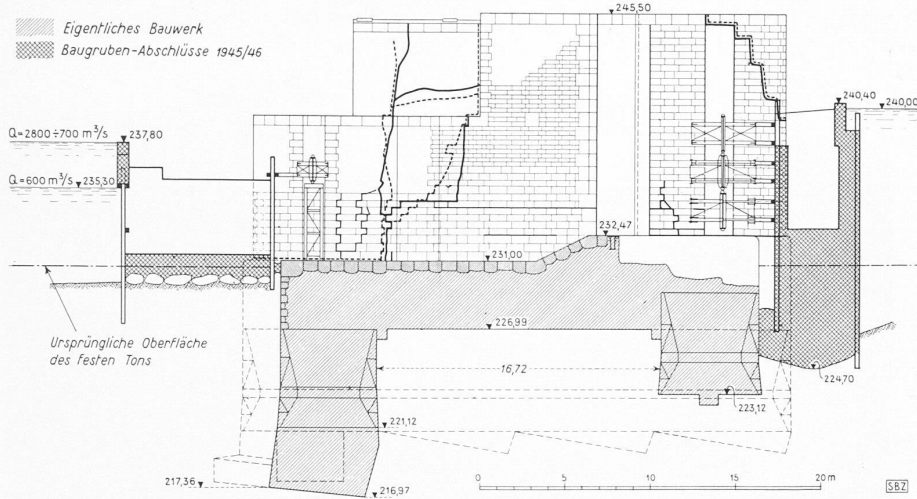 Eigentliches Bauwerk
Baugruben-Abschlüsse 1945/46
245,50
240,40
240,00
Q=2800÷700 m³/s
237,80
Q=600 m³/s
235,30
232,47
231,00
Ursprüngliche Oberfläche
des festen Tons
226,99
16,72
224,70
223,12
221,12
217,36
216,97
0
5
10
15
20 m
SBZ